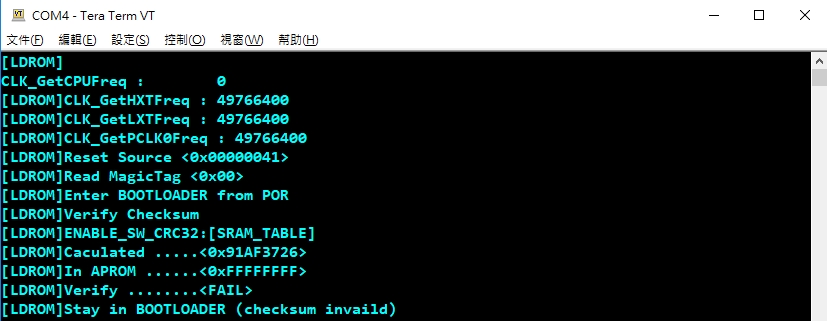 COM4 - Tera Term VT
文件(F) 編輯(E) 設定(S) 控制(O) 視窗(W) 幫助(H)
[LDROM]
CLK_GetCPUFreq :        0
[LDROM]CLK_GetHXTFreq : 49766400
[LDROM]CLK_GetLXTFreq : 49766400
[LDROM]CLK_GetPCLK0Freq : 49766400
[LDROM]Reset Source <0x00000041>
[LDROM]Read MagicTag <0x00>
[LDROM]Enter BOOTLOADER from POR
[LDROM]Verify Checksum
[LDROM]ENABLE_SW_CRC32:[SRAM_TABLE]
[LDROM]Caculated .....<0x91AF3726>
[LDROM]In APROM ......<0xFFFFFFFF>
[LDROM]Verify ........<FAIL>
[LDROM]Stay in BOOTLOADER (checksum invaild)